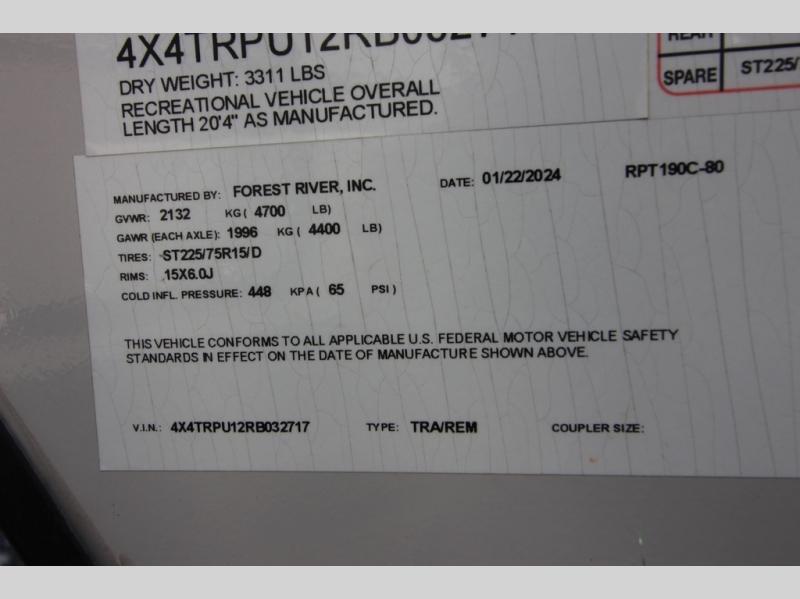 4X4TRPU12RB032717
DRY WEIGHT: 3311 LBS
RECREATIONAL VEHICLE OVERALL
LENGTH 20'4" AS MANUFACTURED.
REAR
SPARE ST225/
MANUFACTURED BY: FOREST RIVER, INC. DATE: 01/22/2024 RPT190C-80
GVWR: 2132 KG ( 4700 LB)
GAWR (EACH AXLE): 1996 KG ( 4400 LB)
TIRES: ST225/75R15/D
RIMS: 15X6.0J
COLD INFL. PRESSURE: 448 KPA ( 65 PSI )
THIS VEHICLE CONFORMS TO ALL APPLICABLE U.S. FEDERAL MOTOR VEHICLE SAFETY
STANDARDS IN EFFECT ON THE DATE OF MANUFACTURE SHOWN ABOVE.
V.I.N.: 4X4TRPU12RB032717 TYPE: TRA/REM COUPLER SIZE: